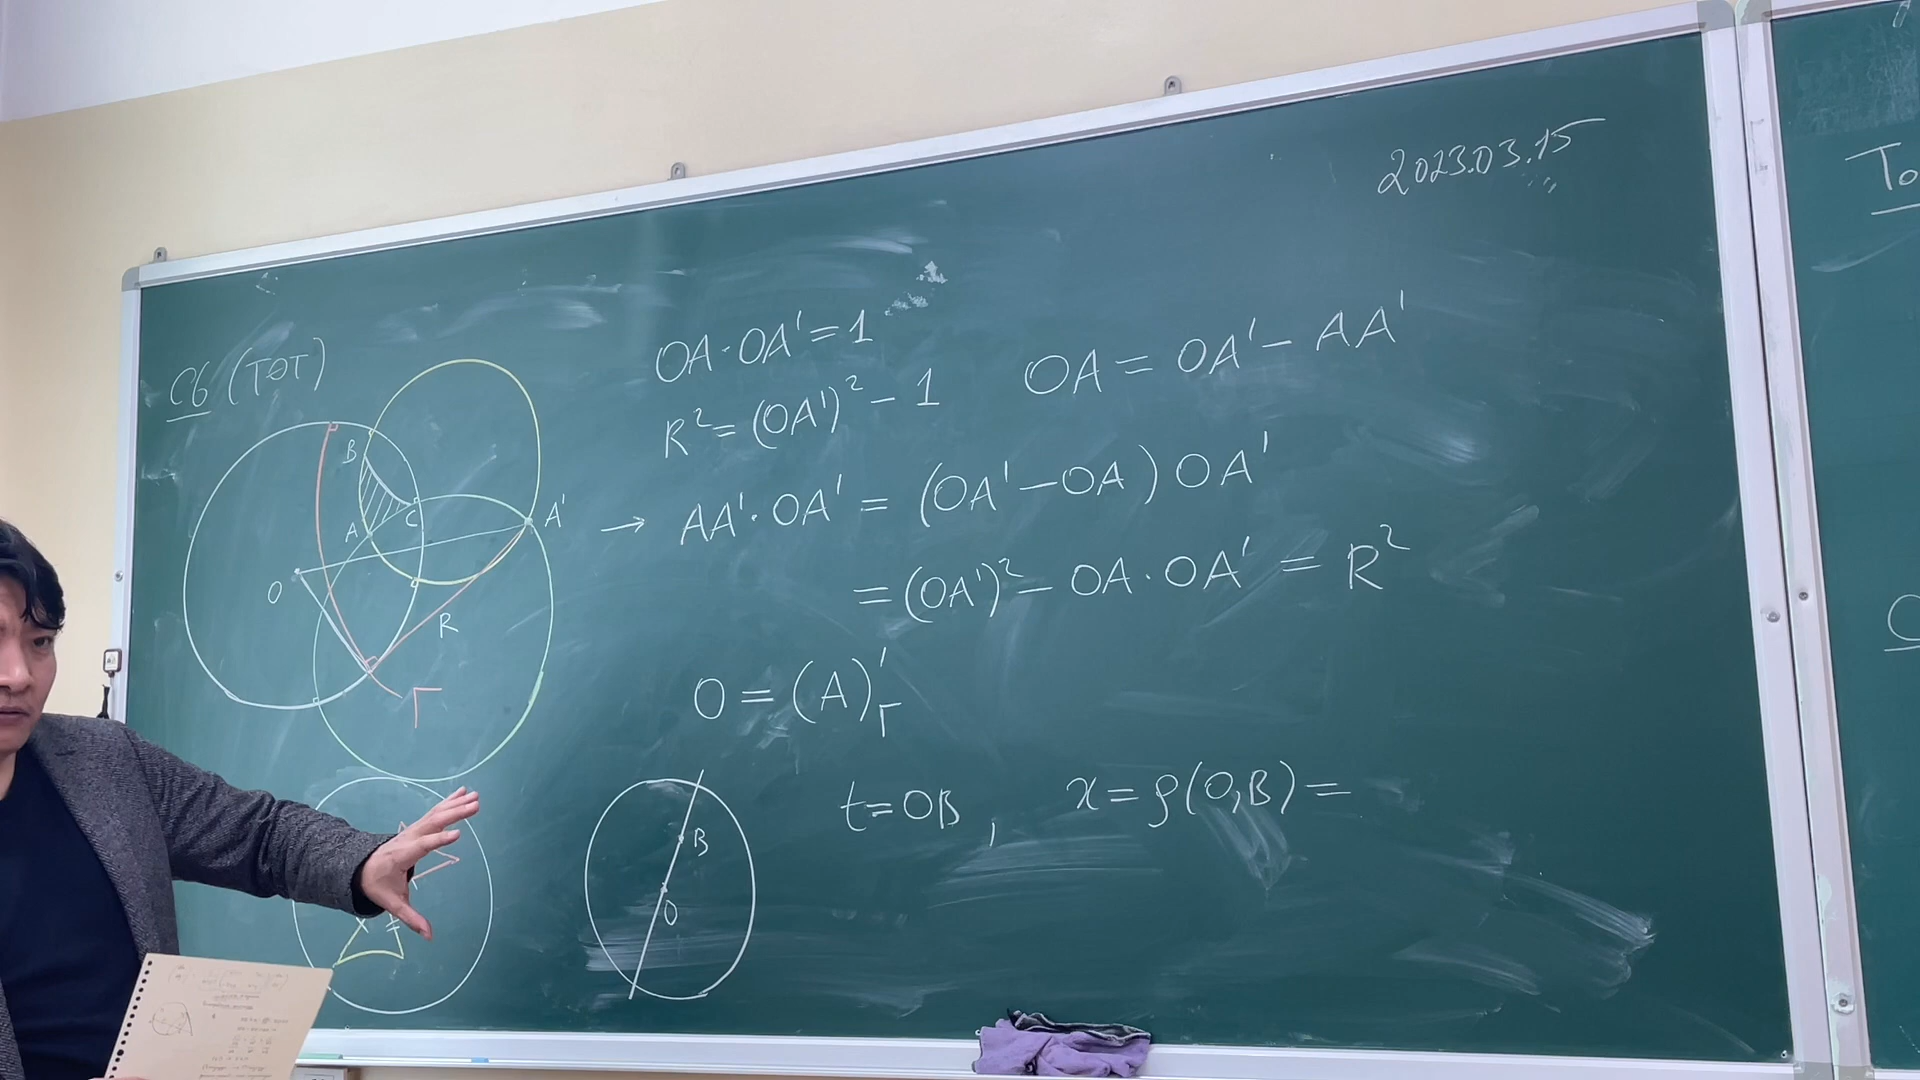 2023.03.15
C6 (TOT)
OA·OA' = 1
R² = (OA')² - 1
OA = OA' - AA'
→ AA'·OA' = (OA' - OA) OA'
= (OA')² - OA·OA' = R²
O = (A)'_Γ
t = OB, x = ρ(O,B) =
B
A
C
A'
O
R
Γ
B
O
To